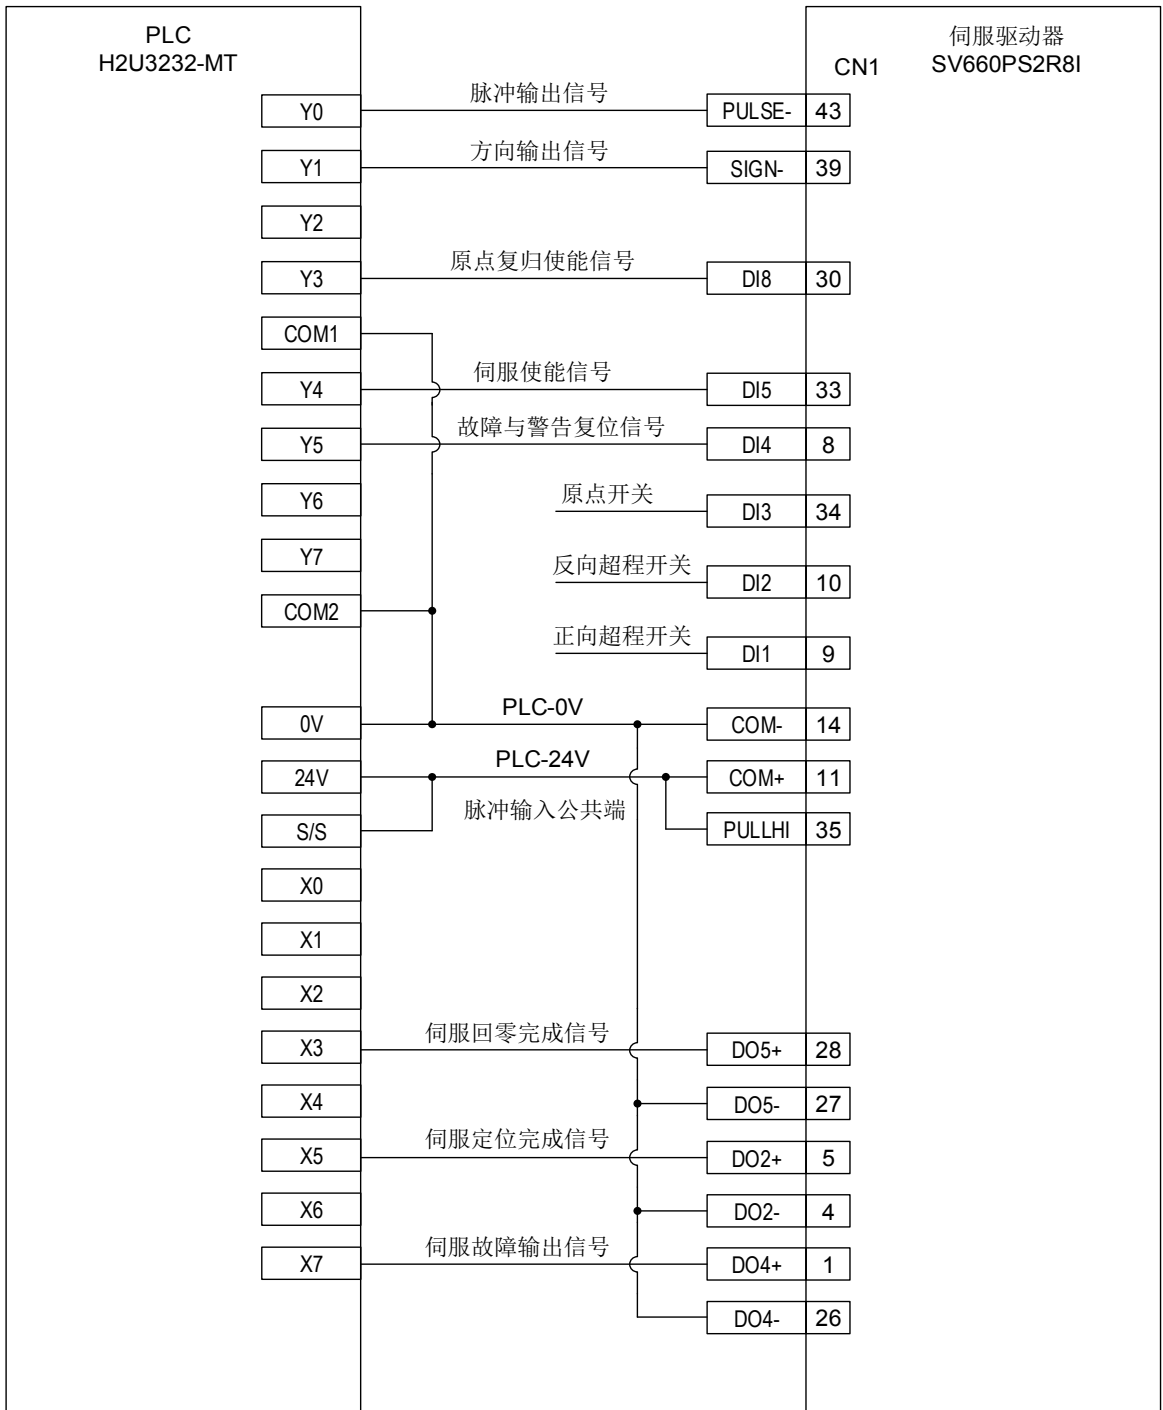 PLC
H2U3232-MT
伺服驱动器
CN1 SV660PS2R8I
Y0 脉冲输出信号 PULSE- 43
Y1 方向输出信号 SIGN- 39
Y2
Y3 原点复归使能信号 DI8 30
COM1
Y4 伺服使能信号 DI5 33
Y5 故障与警告复位信号 DI4 8
Y6 原点开关 DI3 34
Y7 反向超程开关 DI2 10
COM2 正向超程开关 DI1 9
0V PLC-0V COM- 14
24V PLC-24V COM+ 11
S/S 脉冲输入公共端 PULLHI 35
X0
X1
X2
X3 伺服回零完成信号 DO5+ 28
X4 DO5- 27
X5 伺服定位完成信号 DO2+ 5
X6 DO2- 4
X7 伺服故障输出信号 DO4+ 1
DO4- 26